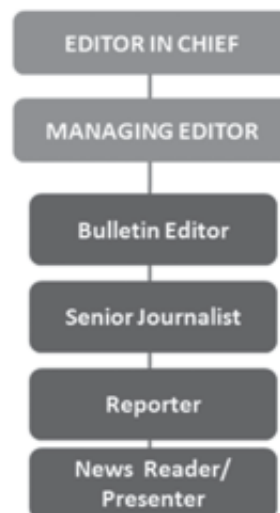 EDITOR IN CHIEF
MANAGING EDITOR
Bulletin Editor
Senior Journalist
Reporter
News Reader/
Presenter